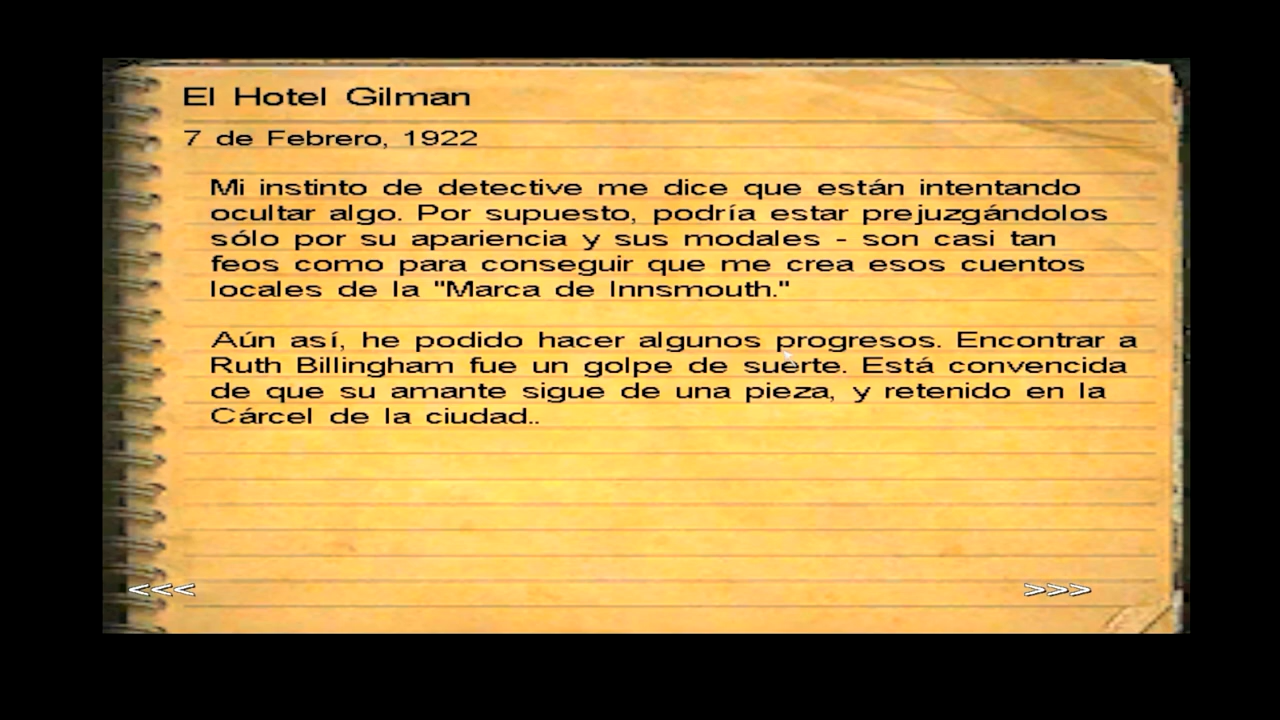 El Hotel Gilman
7 de Febrero, 1922
Mi instinto de detective me dice que están intentando
ocultar algo. Por supuesto, podría estar prejuzgándolos
sólo por su apariencia y sus modales - son casi tan
feos como para conseguir que me crea esos cuentos
locales de la "Marca de Innsmouth."
Aún así, he podido hacer algunos progresos. Encontrar a
Ruth Billingham fue un golpe de suerte. Está convencida
de que su amante sigue de una pieza, y retenido en la
Cárcel de la ciudad..
<<< >>>